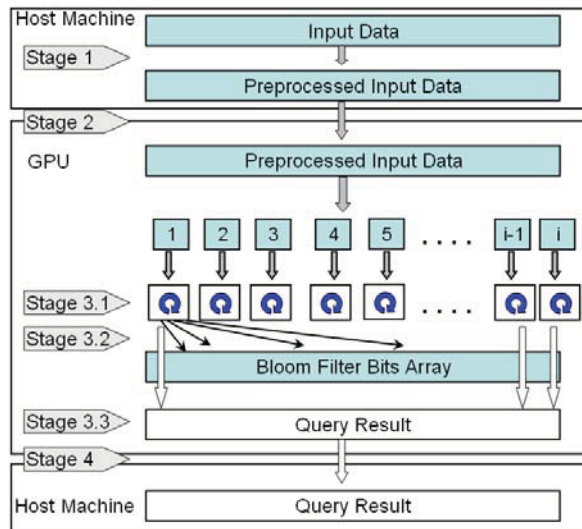 Host Machine
Input Data
Stage 1
Preprocessed Input Data
Stage 2
GPU
Preprocessed Input Data
1 2 3 4 5 . . . . i-1 i
Stage 3.1
. . . .
Stage 3.2
Bloom Filter Bits Array
Stage 3.3
Query Result
Stage 4
Host Machine
Query Result